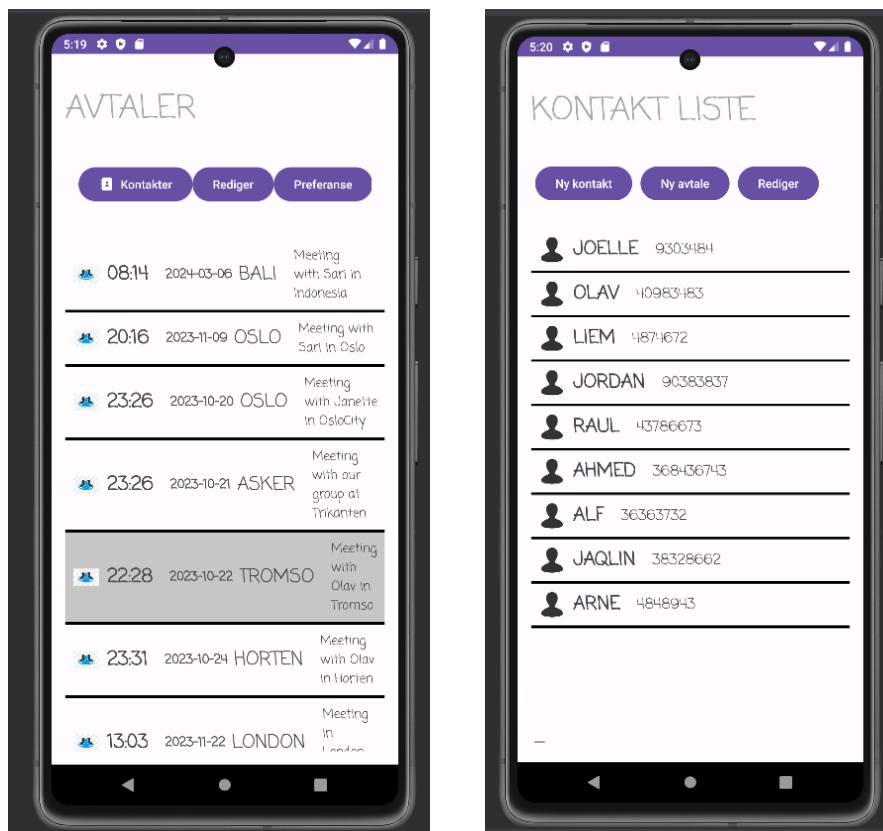 5:19
AVTALER
Kontakter Rediger Preferanse
08:14 2024-03-06 BALI Meeting
with Sari in
Indonesia
20:16 2023-11-09 OSLO Meeting with
Sari in Oslo
23:26 2023-10-20 OSLO Meeting
with Janette
in OsloCity
23:26 2023-10-21 ASKER Meeting
with our
group at
Trikanten
22:28 2023-10-22 TROMSO Meeting
with
Olav in
Tromso
23:31 2023-10-24 HORTEN Meeting
with Olav
in Horten
13:03 2023-11-22 LONDON Meeting
in
London
5:20
KONTAKT LISTE
Ny kontakt Ny avtale Rediger
JOELLE 9303484
OLAV 40983483
LIEM 4874672
JORDAN 90383837
RAUL 43786673
AHMED 368436743
ALF 36363732
JAQLIN 38328662
ARNE 4848943